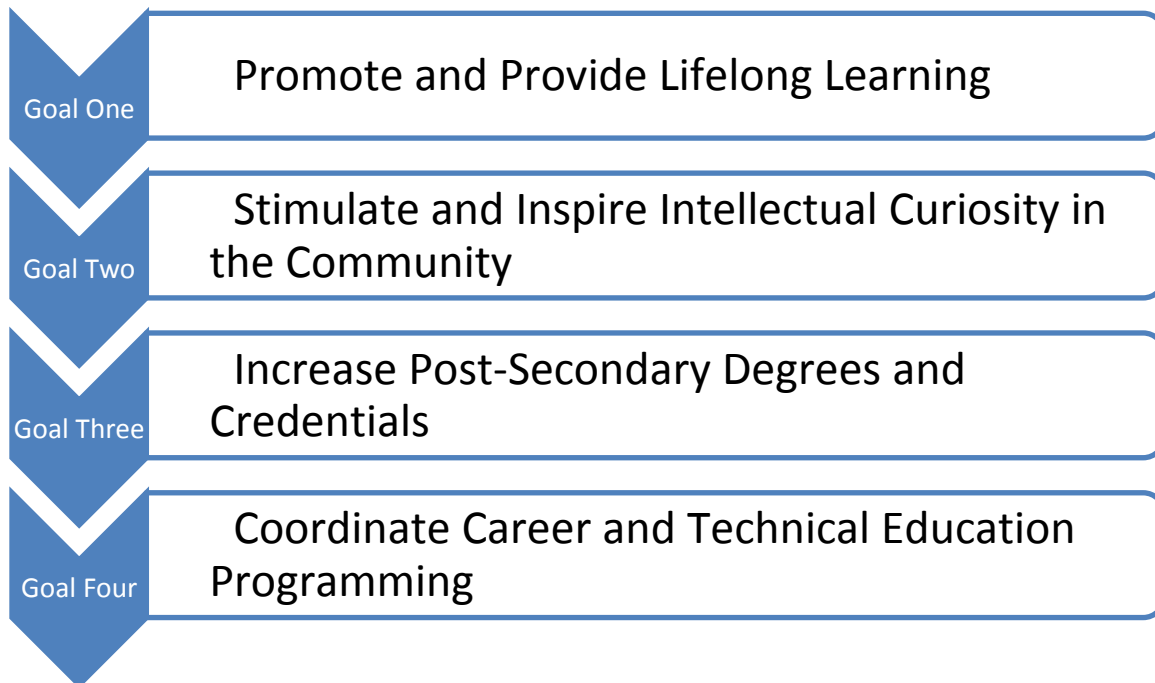 Goal One
Promote and Provide Lifelong Learning
Goal Two
Stimulate and Inspire Intellectual Curiosity in
the Community
Goal Three
Increase Post-Secondary Degrees and
Credentials
Goal Four
Coordinate Career and Technical Education
Programming